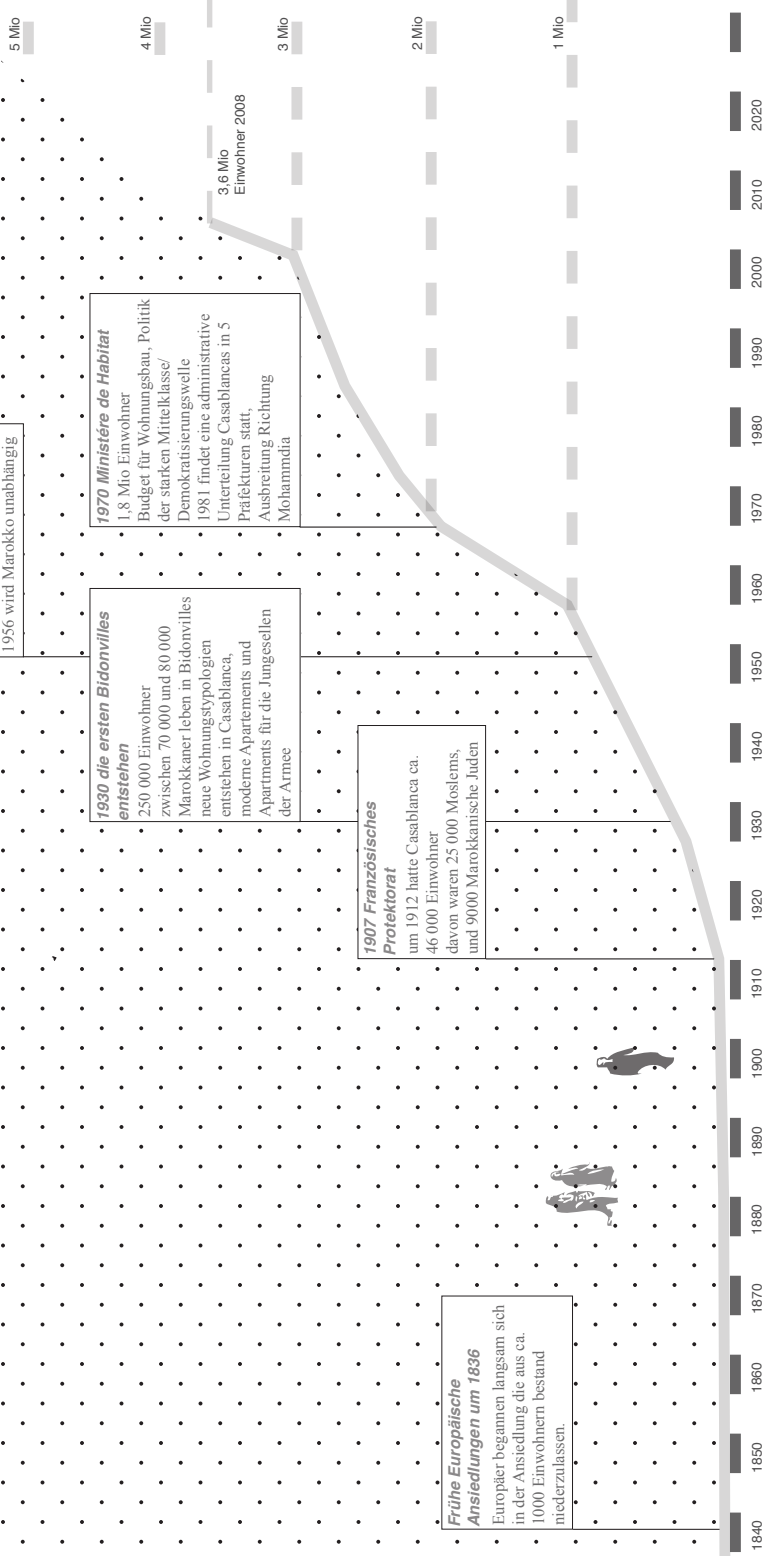 5 Mio
4 Mio
3 Mio
2 Mio
1 Mio
3,6 Mio
Einwohner 2008
1956 wird Marokko unabhängig
1970 Ministére de Habitat
1,8 Mio Einwohner
Budget für Wohnungsbau, Politik
der starken Mittelklasse/
Demokratisierungswelle
1981 findet eine administrative
Unterteilung Casablancas in 5
Präfekturen statt,
Ausbreitung Richtung
Mohammdia
1930 die ersten Bidonvilles
entstehen
250 000 Einwohner
zwischen 70 000 und 80 000
Marokkaner leben in Bidonvilles
neue Wohnungstypologien
entstehen in Casablanca,
moderne Apartements und
Apartments für die Jungesellen
der Armee
1907 Französisches
Protektorat
um 1912 hatte Casablanca ca.
46 000 Einwohner
davon waren 25 000 Moslems,
und 9000 Marokkanische Juden
Frühe Europäische
Ansiedlungen um 1836
Europäer begannen langsam sich
in der Ansiedlung die aus ca.
1000 Einwohnern bestand
niederzulassen.
1840 1850 1860 1870 1880 1890 1900 1910 1920 1930 1940 1950 1960 1970 1980 1990 2000 2010 2020